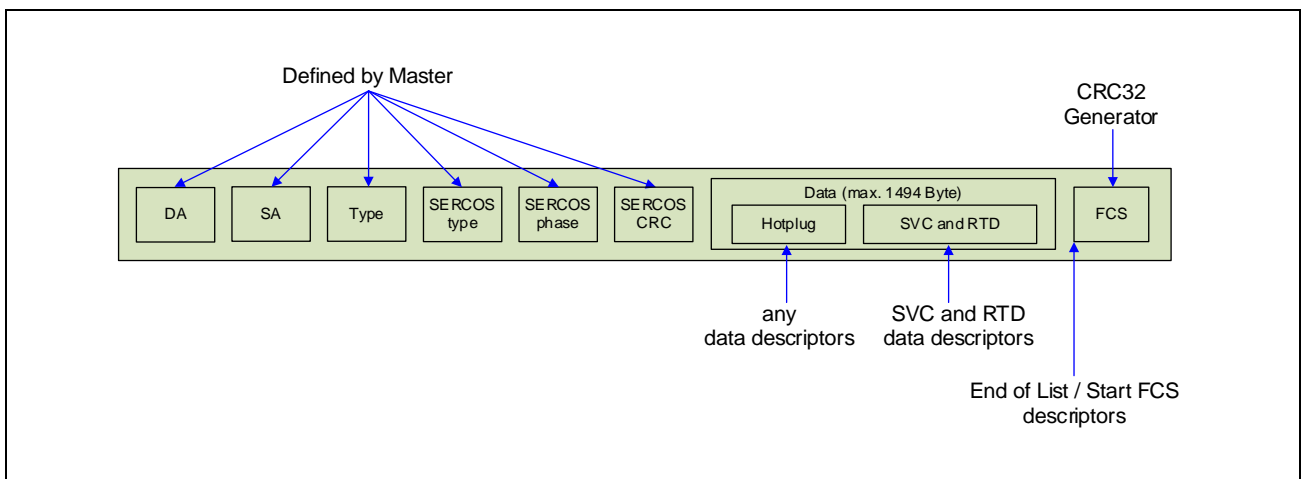 Defined by Master
CRC32
Generator
DA
SA
Type
SERCOS
type
SERCOS
phase
SERCOS
CRC
Data (max. 1494 Byte)
Hotplug
SVC and RTD
FCS
any
data descriptors
SVC and RTD
data descriptors
End of List / Start FCS
descriptors